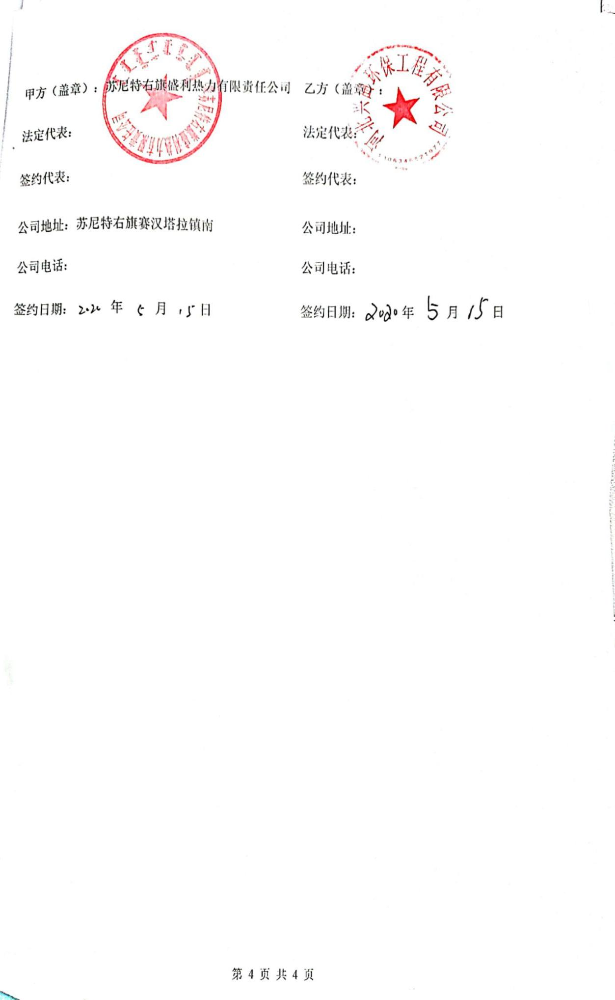 甲方（盖章）：苏尼特右旗盛利热力有限责任公司 乙方（盖章）：
苏尼特右旗盛利热力有限责任公司
环保工程有限公司
法定代表： 法定代表：
签约代表： 签约代表：
公司地址：苏尼特右旗赛汉塔拉镇南 公司地址：
公司电话： 公司电话：
签约日期：2020 年 5 月 15 日 签约日期：2020 年 5 月 15 日
第 4 页 共 4 页